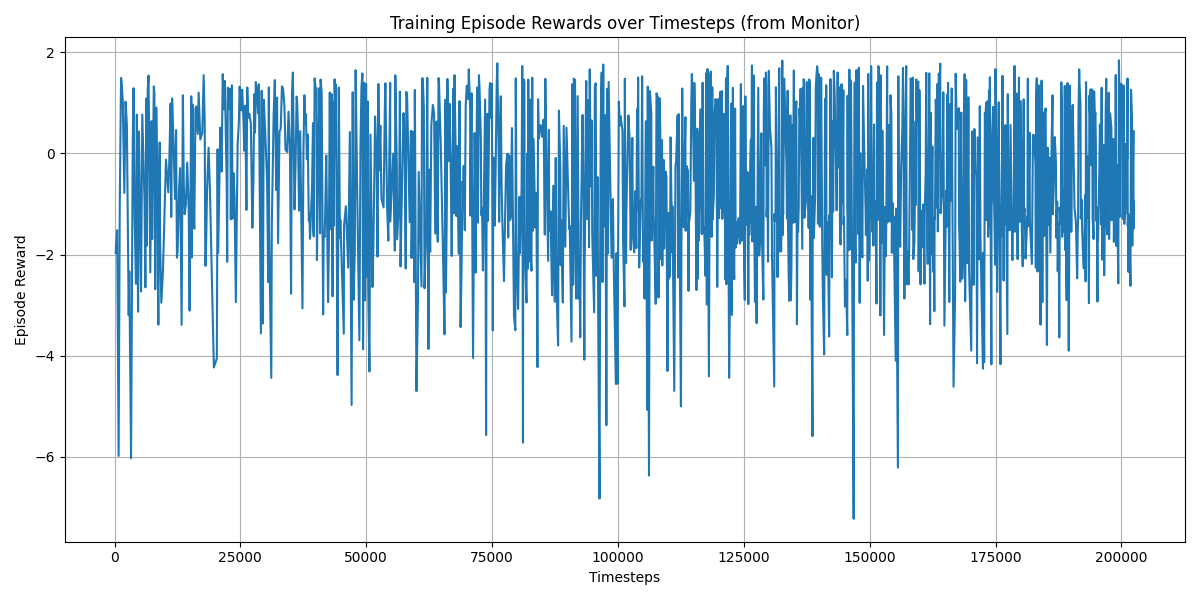 Training Episode Rewards over Timesteps (from Monitor)
Episode Reward
2
0
−2
−4
−6
0 25000 50000 75000 100000 125000 150000 175000 200000
Timesteps